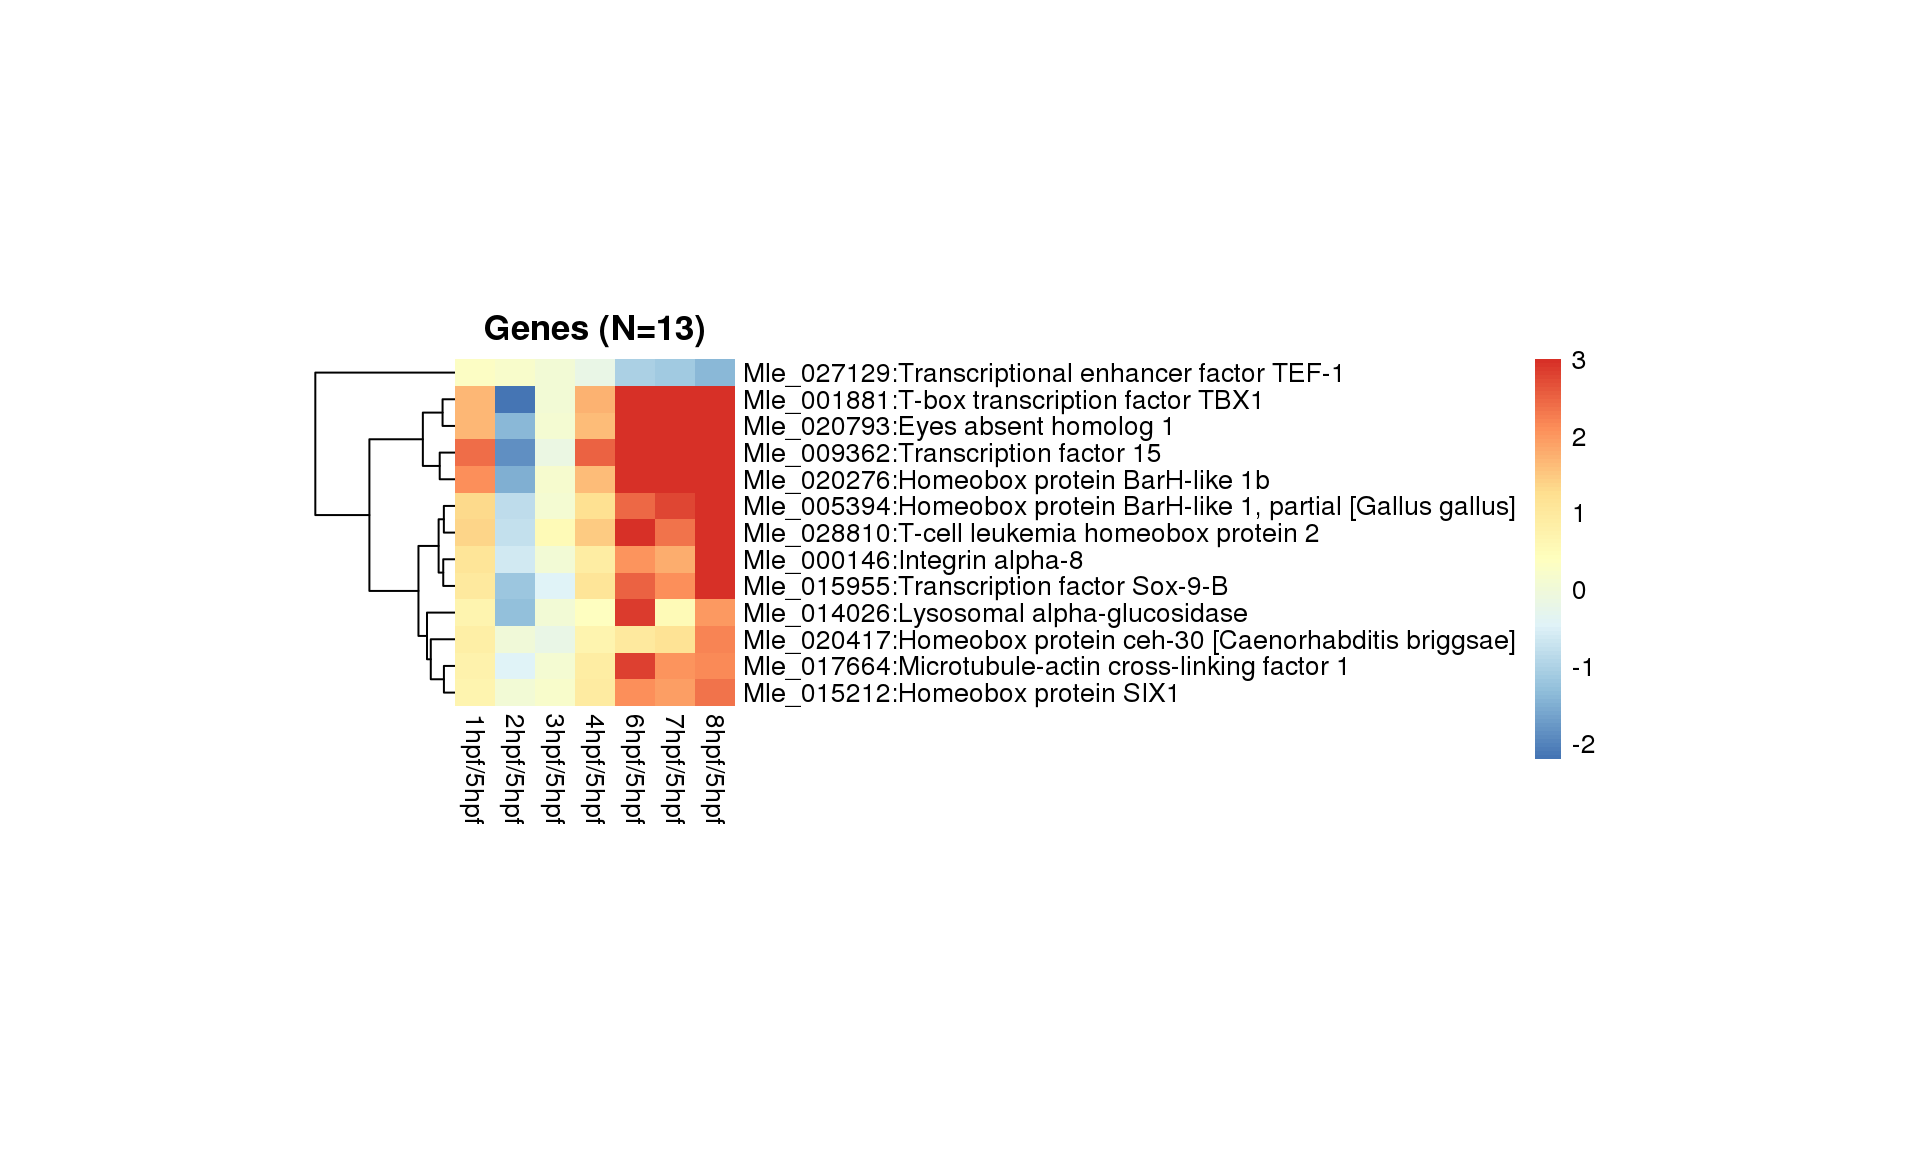 Genes (N=13)
Mle_027129:Transcriptional enhancer factor TEF-1
Mle_001881:T-box transcription factor TBX1
Mle_020793:Eyes absent homolog 1
Mle_009362:Transcription factor 15
Mle_020276:Homeobox protein BarH-like 1b
Mle_005394:Homeobox protein BarH-like 1, partial [Gallus gallus]
Mle_028810:T-cell leukemia homeobox protein 2
Mle_000146:Integrin alpha-8
Mle_015955:Transcription factor Sox-9-B
Mle_014026:Lysosomal alpha-glucosidase
Mle_020417:Homeobox protein ceh-30 [Caenorhabditis briggsae]
Mle_017664:Microtubule-actin cross-linking factor 1
Mle_015212:Homeobox protein SIX1
1hpf/5hpf
2hpf/5hpf
3hpf/5hpf
4hpf/5hpf
6hpf/5hpf
7hpf/5hpf
8hpf/5hpf
3
2
1
0
-1
-2